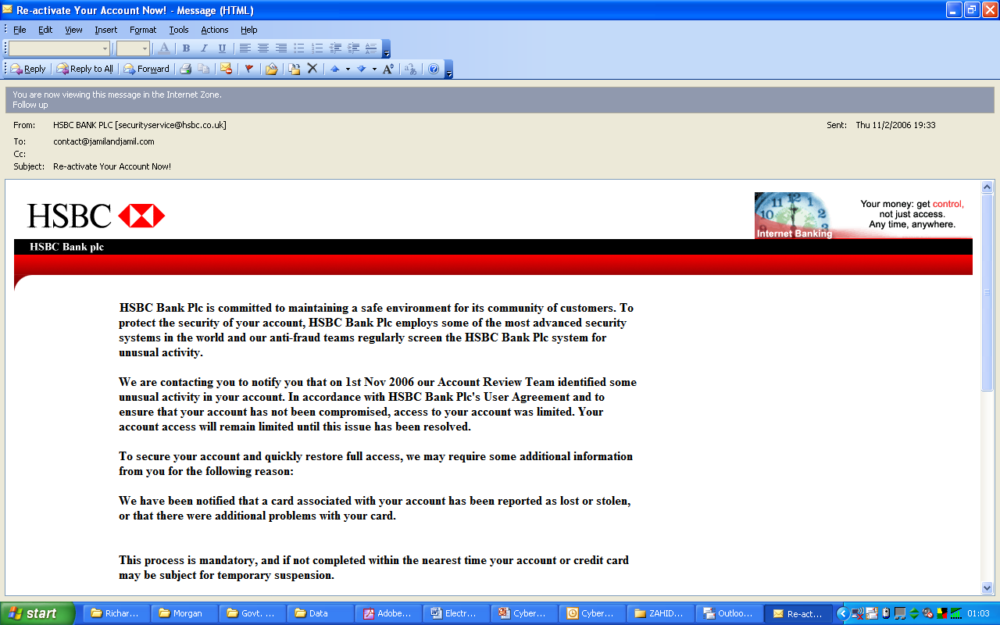 Re-activate Your Account Now! - Message (HTML)
File Edit View Insert Format Tools Actions Help
A B I U
Reply Reply to All Forward
You are now viewing this message in the Internet Zone.
Follow up
From: HSBC BANK PLC [securityservice@hsbc.co.uk] Sent: Thu 11/2/2006 19:33
To: contact@jamilandjamil.com
Cc:
Subject: Re-activate Your Account Now!
HSBC
Internet Banking
Your money: get control,
not just access.
Any time, anywhere.
HSBC Bank plc
HSBC Bank Plc is committed to maintaining a safe environment for its community of customers. To
protect the security of your account, HSBC Bank Plc employs some of the most advanced security
systems in the world and our anti-fraud teams regularly screen the HSBC Bank Plc system for
unusual activity.
We are contacting you to notify you that on 1st Nov 2006 our Account Review Team identified some
unusual activity in your account. In accordance with HSBC Bank Plc's User Agreement and to
ensure that your account has not been compromised, access to your account was limited. Your
account access will remain limited until this issue has been resolved.
To secure your account and quickly restore full access, we may require some additional information
from you for the following reason:
We have been notified that a card associated with your account has been reported as lost or stolen,
or that there were additional problems with your card.
This process is mandatory, and if not completed within the nearest time your account or credit card
may be subject for temporary suspension.
start Richar... Morgan Govt. ... Data Adobe... Electr... Cyber... Cyber... ZAHID... Outloo... Re-act... 01:03